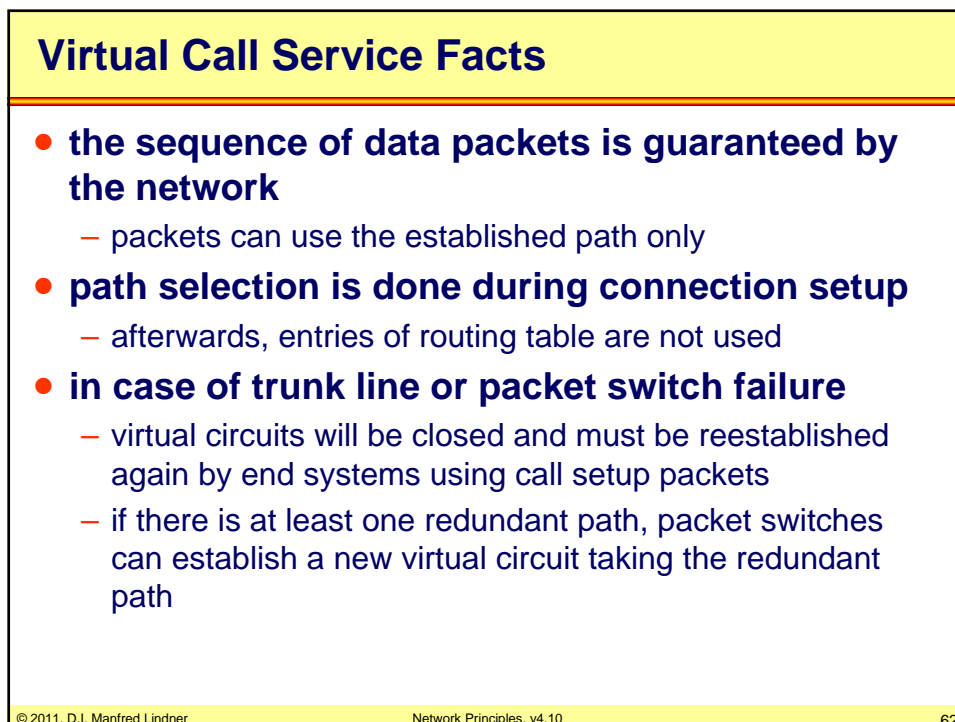 Virtual Call Service Facts
• the sequence of data packets is guaranteed by
the network
– packets can use the established path only
• path selection is done during connection setup
– afterwards, entries of routing table are not used
• in case of trunk line or packet switch failure
– virtual circuits will be closed and must be reestablished
again by end systems using call setup packets
– if there is at least one redundant path, packet switches
can establish a new virtual circuit taking the redundant
path
© 2011, D.I. Manfred Lindner Network Principles, v4.10 62